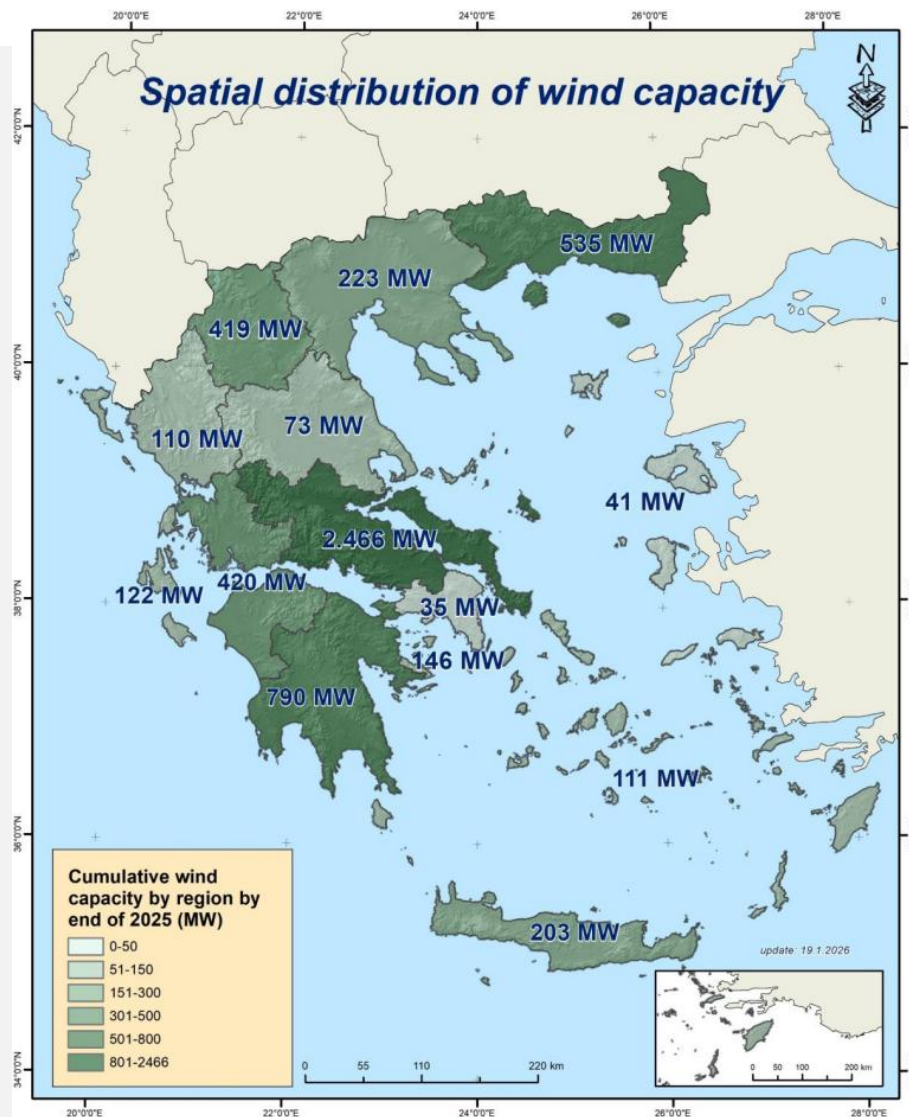 20°0'0"E 22°0'0"E 24°0'0"E 26°0'0"E 28°0'0"E
Spatial distribution of wind capacity
N
42°0'0"N
535 MW
223 MW
419 MW
40°0'0"N
73 MW
110 MW
41 MW
2.466 MW
420 MW
122 MW
35 MW
38°0'0"N
146 MW
790 MW
111 MW
36°0'0"N
Cumulative wind
capacity by region by
end of 2025 (MW)
0-50
51-150
151-300
301-500
501-800
801-2466
203 MW
update: 19.1.2026
0 55 110 220 km
0 50 100 200 km
34°0'0"N
20°0'0"E 22°0'0"E 24°0'0"E 26°0'0"E 28°0'0"E